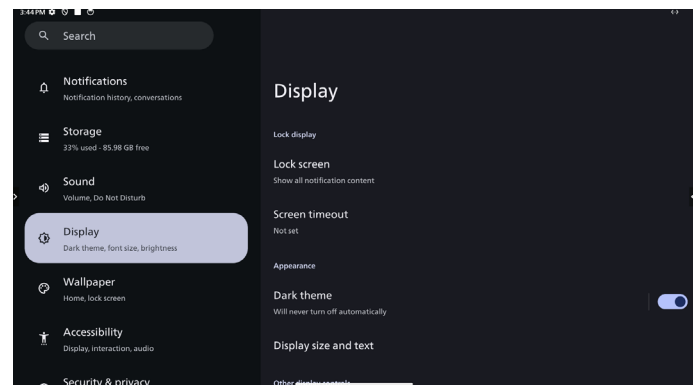 3:44 PM
Search
Notifications
Notification history, conversations
Storage
33% used - 85.98 GB free
Sound
Volume, Do Not Disturb
Display
Dark theme, font size, brightness
Wallpaper
Home, lock screen
Accessibility
Display, interaction, audio
Security & privacy
Display
Lock display
Lock screen
Show all notification content
Screen timeout
Not set
Appearance
Dark theme
Will never turn off automatically
Display size and text
Other display controls